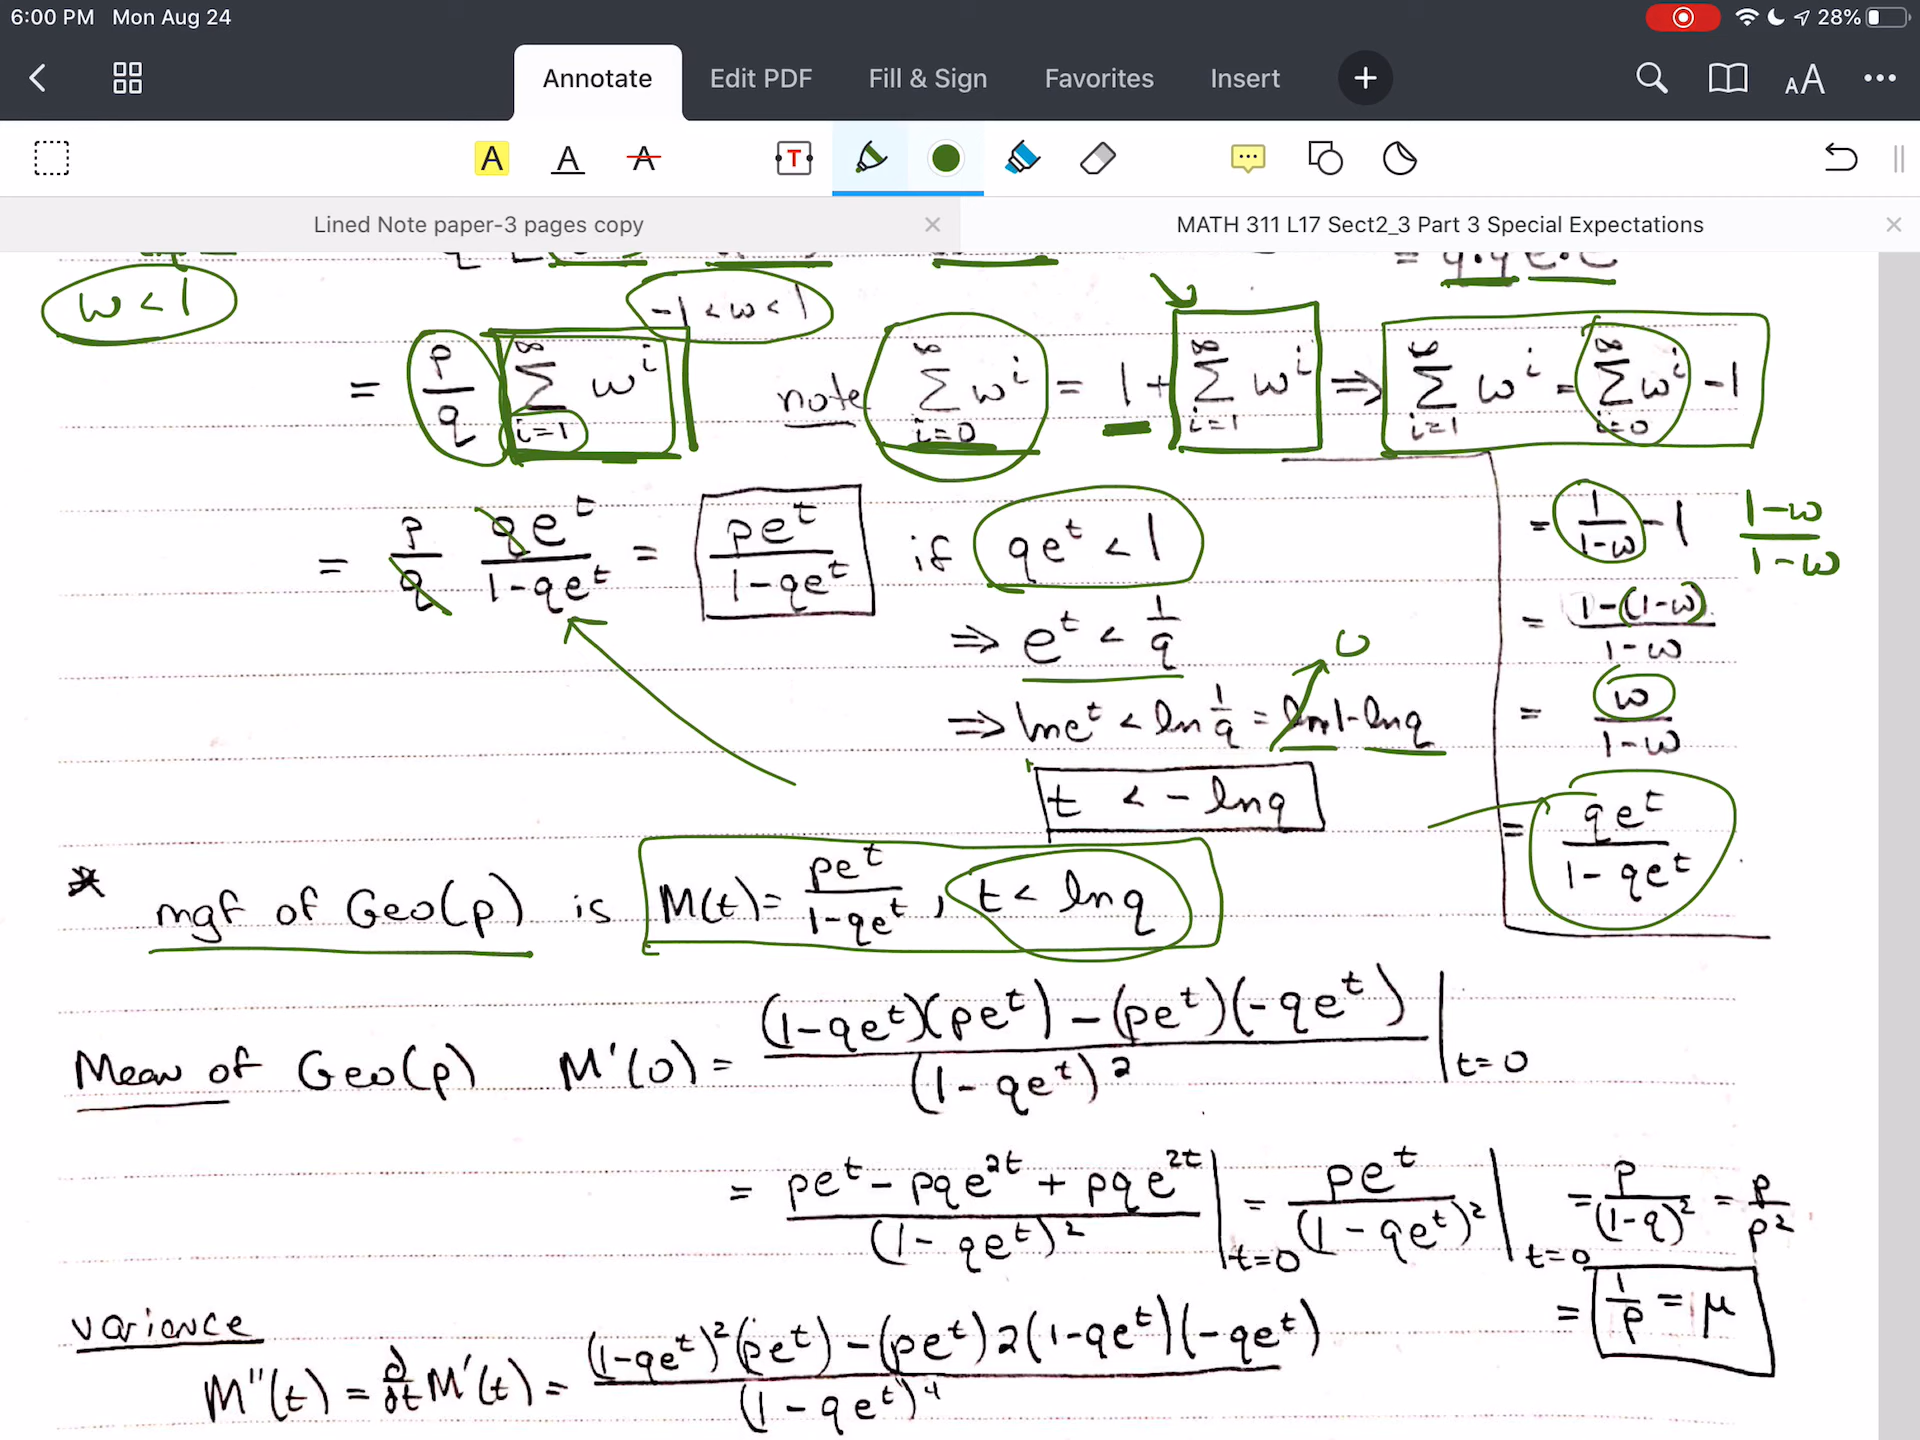 6:00 PM Mon Aug 24
28%
Annotate Edit PDF Fill & Sign Favorites Insert
AA
A A A T
Lined Note paper-3 pages copy
MATH 311 L17 Sect2_3 Part 3 Special Expectations
w < 1
-1 < w < 1
= p/q ∑_{i=1}^{∞} w^i note ∑_{i=0}^{∞} w^i = 1 + ∑_{i=1}^{∞} w^i ⇒ ∑_{i=1}^{∞} w^i = ∑_{i=0}^{∞} w^i - 1
= p/q qe^t/(1-qe^t) = pe^t/(1-qe^t) if qe^t < 1
= 1/(1-w) - 1 (1-w)/(1-w)
⇒ e^t < 1/q
0
= (1-(1-w))/(1-w)
⇒ ln e^t < ln 1/q = ln 1 - ln q
= w/(1-w)
t < - ln q
= qe^t/(1-qe^t)
* mgf of Geo(p) is M(t) = pe^t/(1-qe^t), t < ln q
Mean of Geo(p) M'(0) = ((1-qe^t)(pe^t) - (pe^t)(-qe^t))/(1-qe^t)^2 |_{t=0}
= (pe^t - pqe^{2t} + pqe^{2t})/(1-qe^t)^2 |_{t=0} = pe^t/(1-qe^t)^2 |_{t=0} = p/(1-q)^2 = p/p^2
= 1/p = μ
variance
M''(t) = d/dt M'(t) = ((1-qe^t)^2(pe^t) - (pe^t)2(1-qe^t)(-qe^t))/(1-qe^t)^4